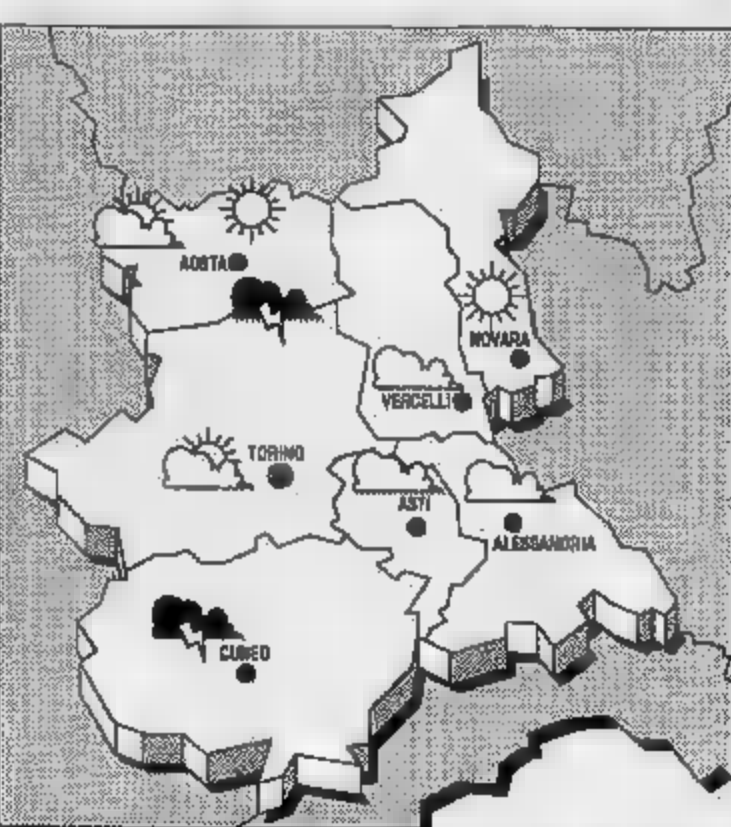 AOSTA
NOVARA
VERCELLI
TORINO
ASTI
ALESSANDRIA
CUNEO